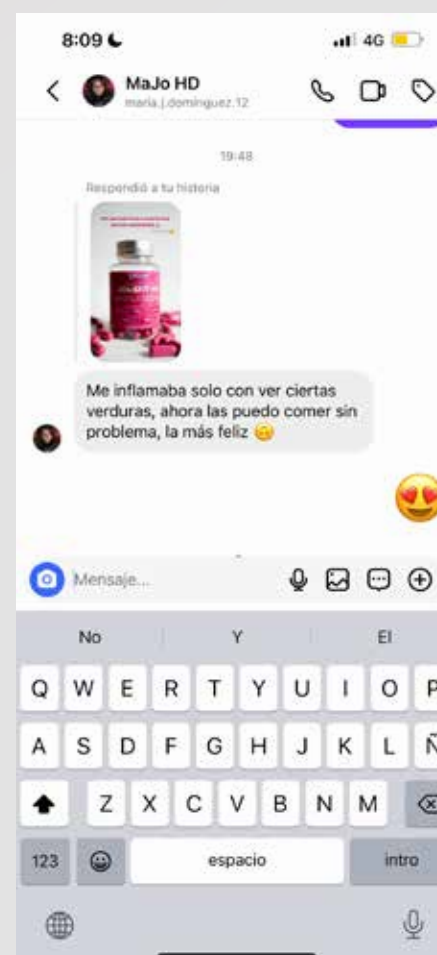 8:09
4G
MaJo HD
maria.j.dominguez.12
19:48
Respondió a tu historia
Me inflamaba solo con ver ciertas
verduras, ahora las puedo comer sin
problema, la más feliz
Mensaje...
No Y El
Q W E R T Y U I O P
A S D F G H J K L Ñ
Z X C V B N M
123 espacio intro